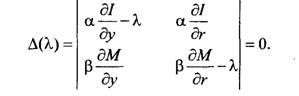 Δ(λ) = | α ∂I/∂y − λ    α ∂I/∂r |
| β ∂M/∂y    β ∂M/∂r − λ | = 0.